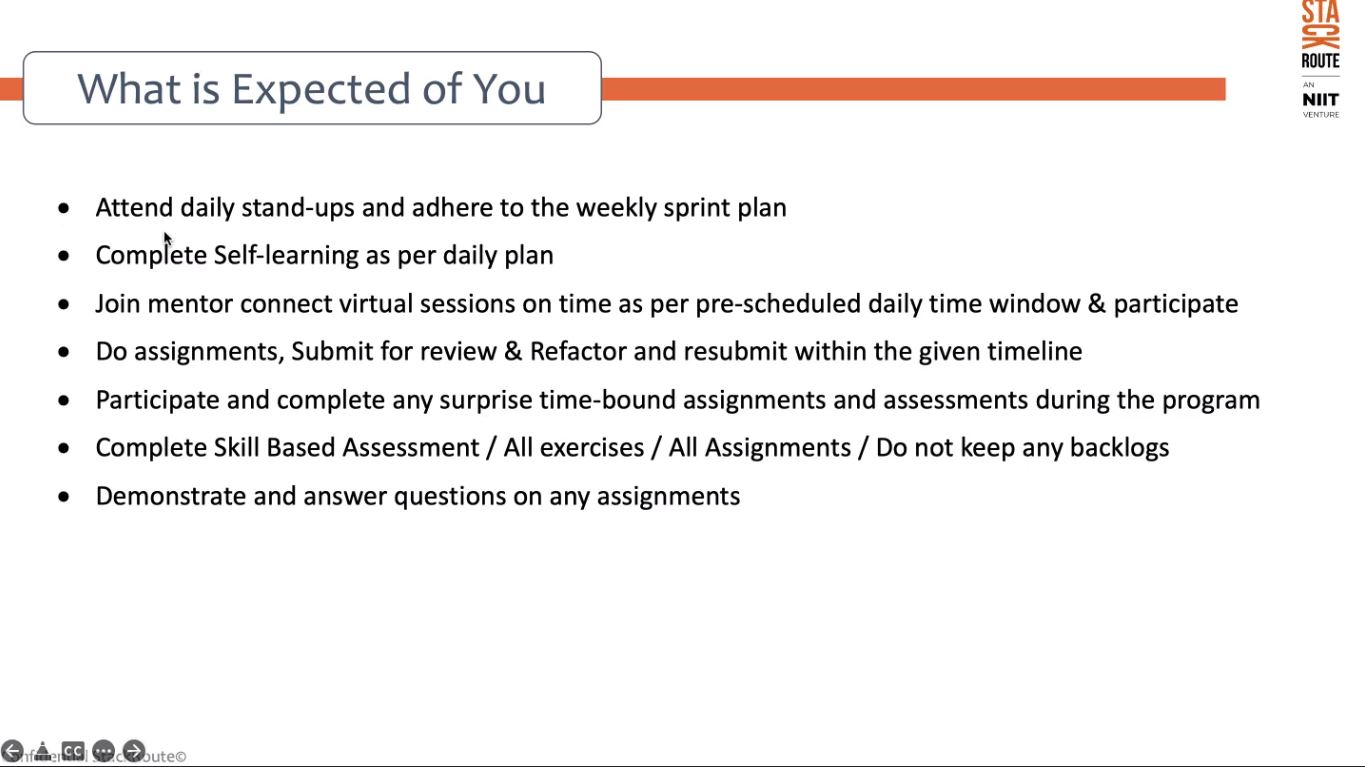 STA
CK
ROUTE
AN
NIIT
VENTURE
What is Expected of You
• Attend daily stand-ups and adhere to the weekly sprint plan
• Complete Self-learning as per daily plan
• Join mentor connect virtual sessions on time as per pre-scheduled daily time window & participate
• Do assignments, Submit for review & Refactor and resubmit within the given timeline
• Participate and complete any surprise time-bound assignments and assessments during the program
• Complete Skill Based Assessment / All exercises / All Assignments / Do not keep any backlogs
• Demonstrate and answer questions on any assignments
CC
Confidential StackRoute©